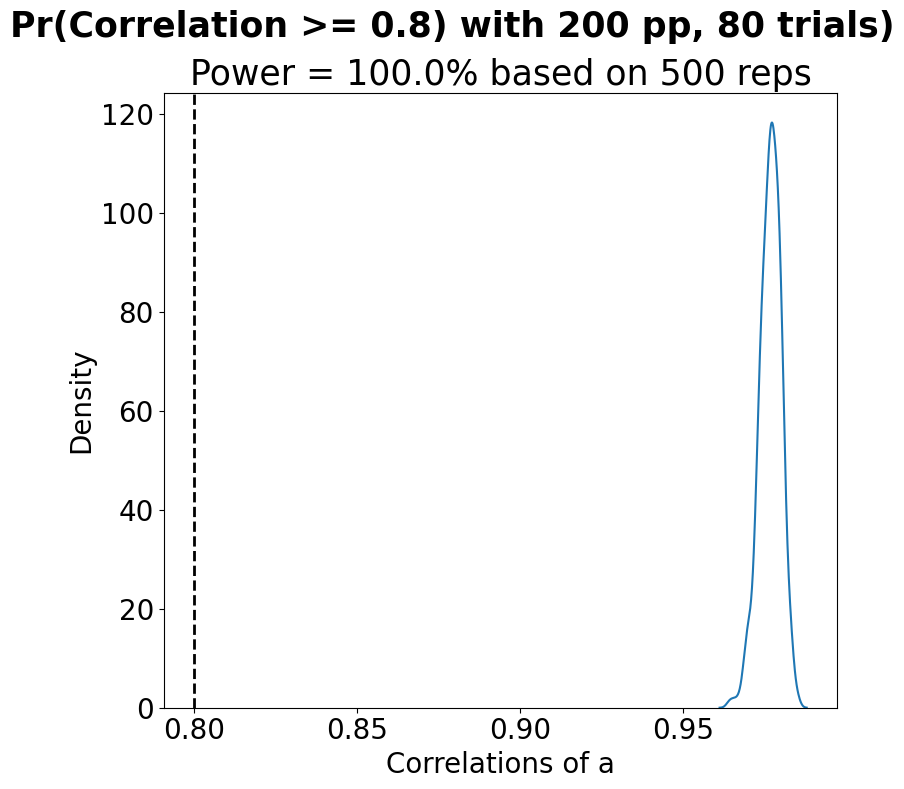 Pr(Correlation >= 0.8) with 200 pp, 80 trials)
Power = 100.0% based on 500 reps
120
100
80
60
40
20
0
Density
0.80 0.85 0.90 0.95
Correlations of a